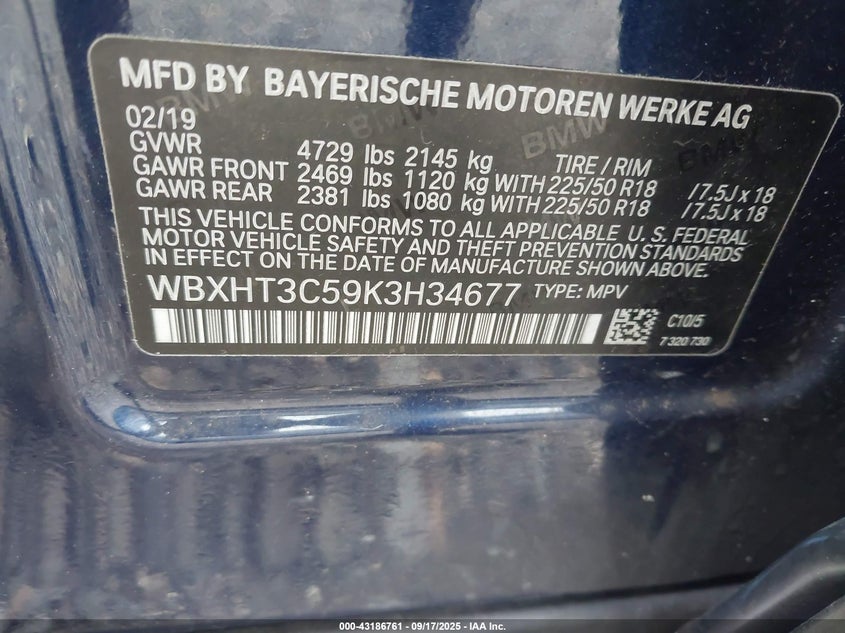 MFD BY BAYERISCHE MOTOREN WERKE AG
02/19
GVWR 4729 lbs 2145 kg TIRE / RIM
GAWR FRONT 2469 lbs 1120 kg WITH 225/50 R18 / 7.5J x 18
GAWR REAR 2381 lbs 1080 kg WITH 225/50 R18 / 7.5J x 18
THIS VEHICLE CONFORMS TO ALL APPLICABLE U. S. FEDERAL
MOTOR VEHICLE SAFETY AND THEFT PREVENTION STANDARDS
IN EFFECT ON THE DATE OF MANUFACTURE SHOWN ABOVE.
WBXHT3C59K3H34677 TYPE: MPV
C10/5
7 320 730
000-43186761 - 09/17/2025 - IAA Inc.